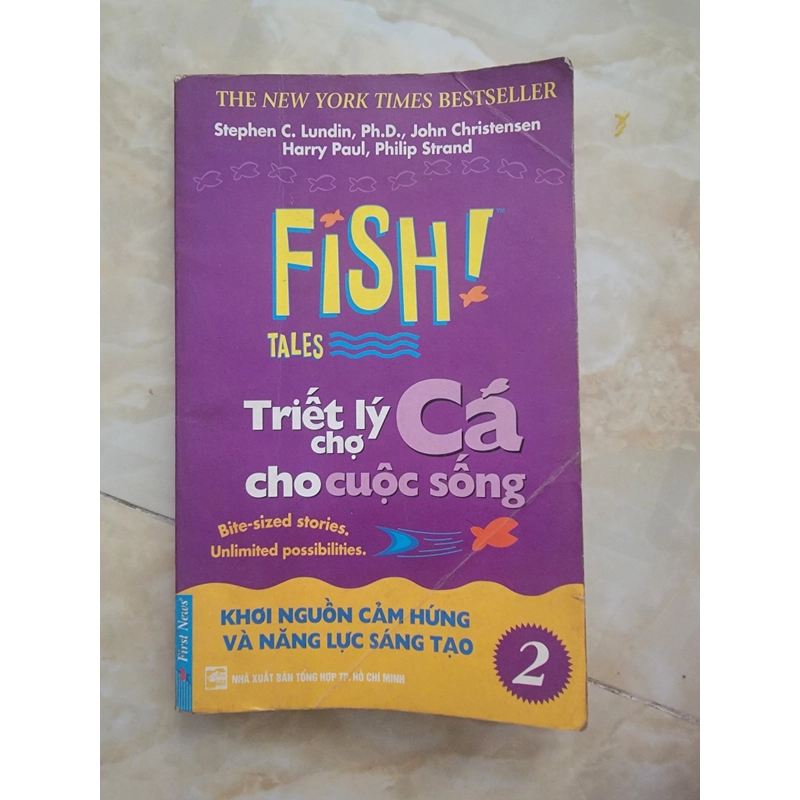 THE NEW YORK TIMES BESTSELLER
Stephen C. Lundin, Ph.D., John Christensen
Harry Paul, Philip Strand
FiSH!™
TALES
Triết lý
chợ
Cá
cho cuộc sống
Bite-sized stories.
Unlimited possibilities.
KHƠI NGUỒN CẢM HỨNG
VÀ NĂNG LỰC SÁNG TẠO
2
First News
NHÀ XUẤT BẢN TỔNG HỢP TP. HỒ CHÍ MINH